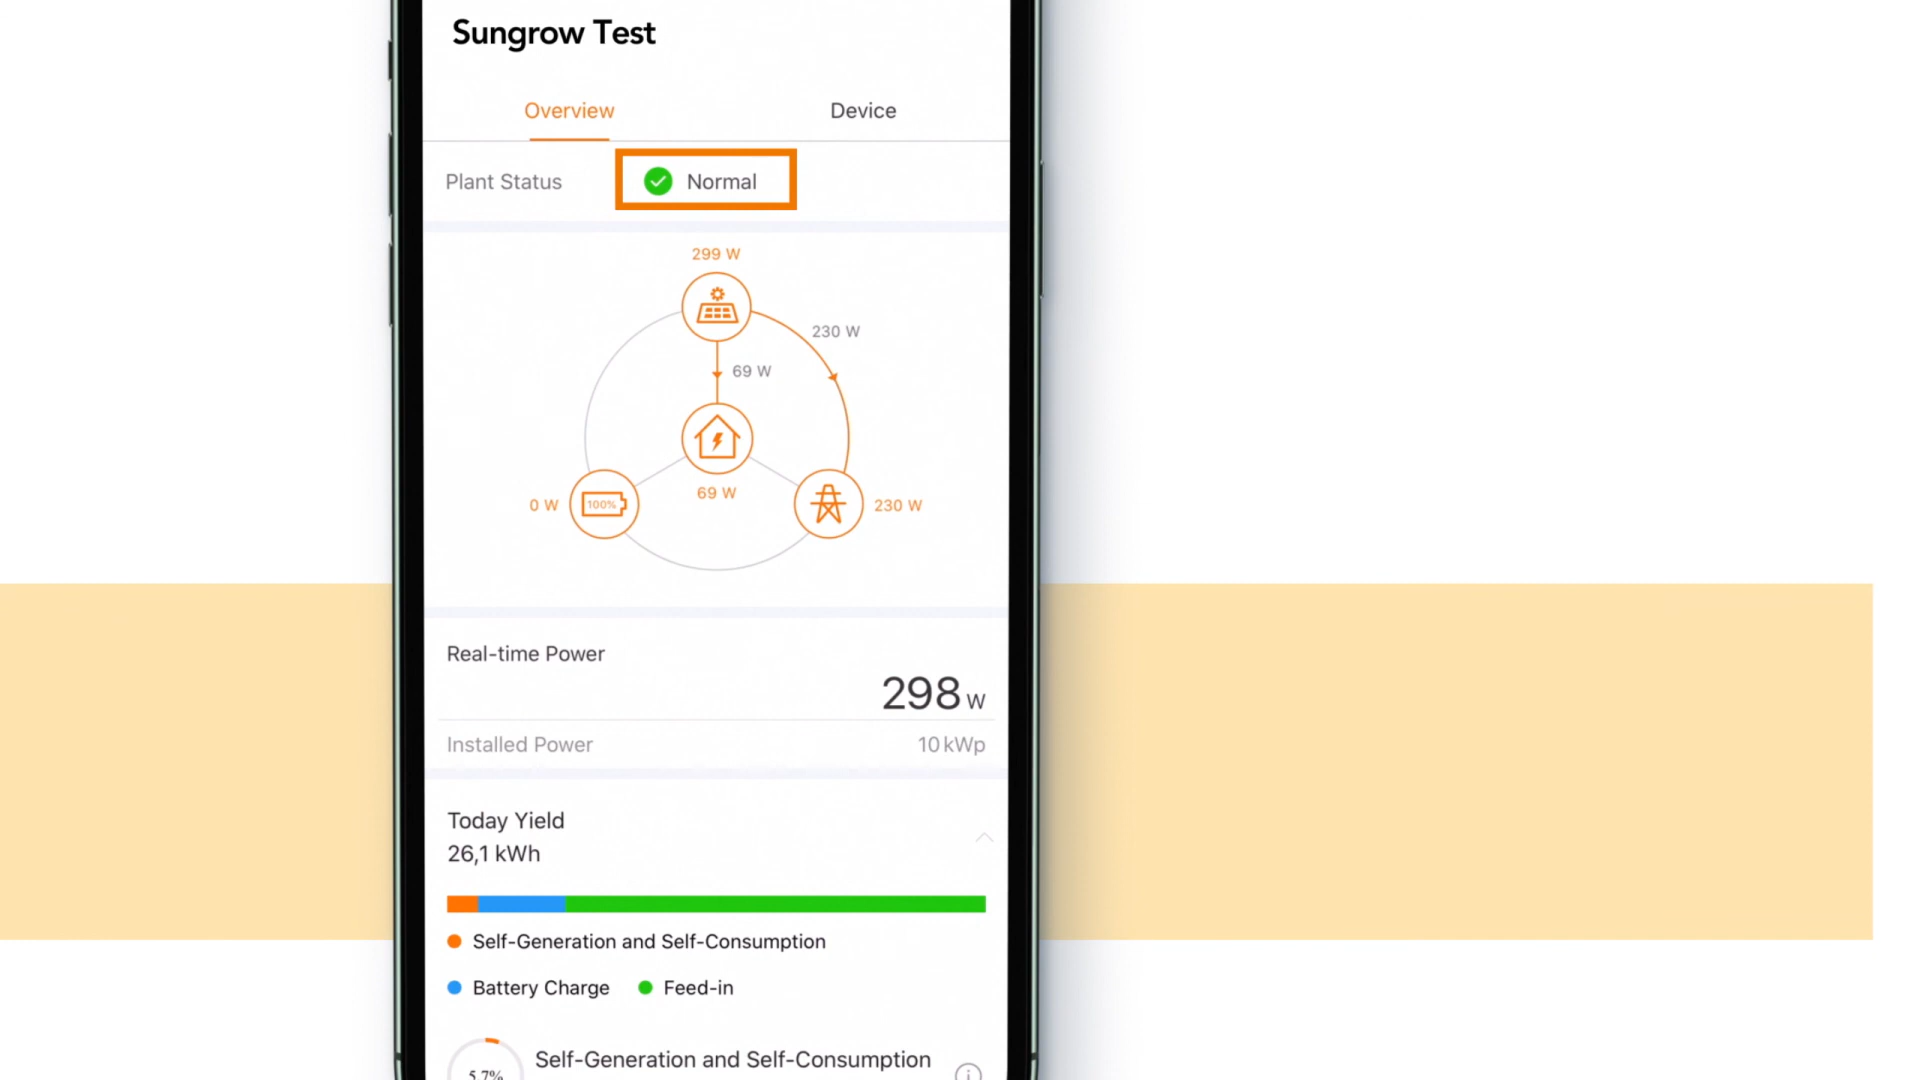 Sungrow Test
Overview Device
Plant Status Normal
299 W
230 W
69 W
69 W
0 W 100% 230 W
Real-time Power
298 W
Installed Power 10 kWp
Today Yield
26,1 kWh
Self-Generation and Self-Consumption
Battery Charge Feed-in
5.7% Self-Generation and Self-Consumption